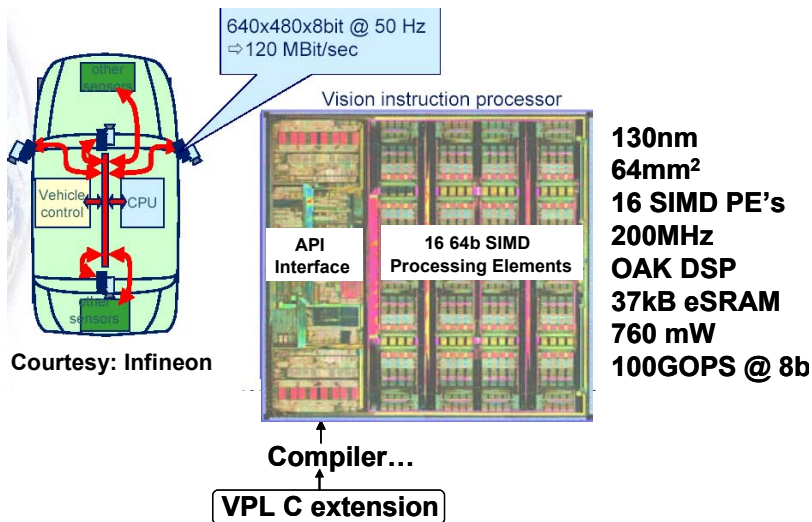 640x480x8bit @ 50 Hz
⇨120 MBit/sec
other
sensors
Vehicle
control
CPU
other
sensors
Courtesy: Infineon
Vision instruction processor
API
Interface
16 64b SIMD
Processing Elements
130nm
64mm²
16 SIMD PE's
200MHz
OAK DSP
37kB eSRAM
760 mW
100GOPS @ 8b
Compiler…
VPL C extension